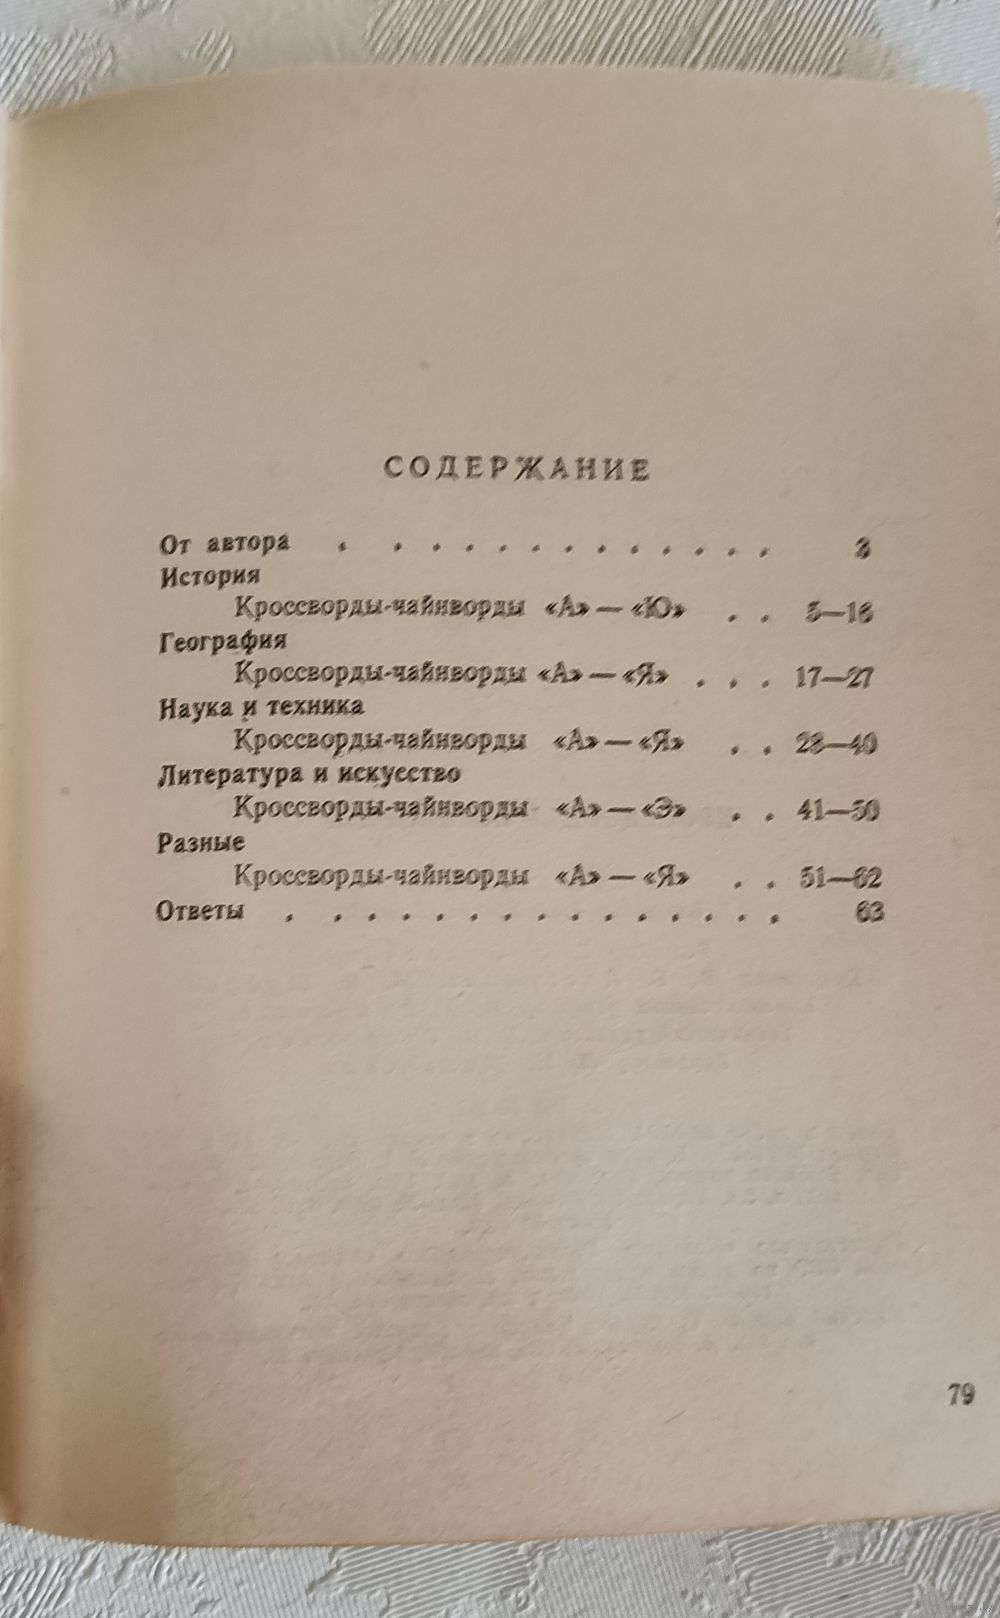 СОДЕРЖАНИЕ
От автора . . . . . . . . . . . . . 3
История
Кроссворды-чайнворды «А» — «Ю» . . 5—16
География
Кроссворды-чайнворды «А» — «Я» . . . 17—27
Наука и техника
Кроссворды-чайнворды «А» — «Я» . . 28—40
Литература и искусство
Кроссворды-чайнворды «А» — «Э» . . 41—50
Разные
Кроссворды-чайнворды «А» — «Я» . . 51—62
Ответы . . . . . . . . . . . . . . . 63
79